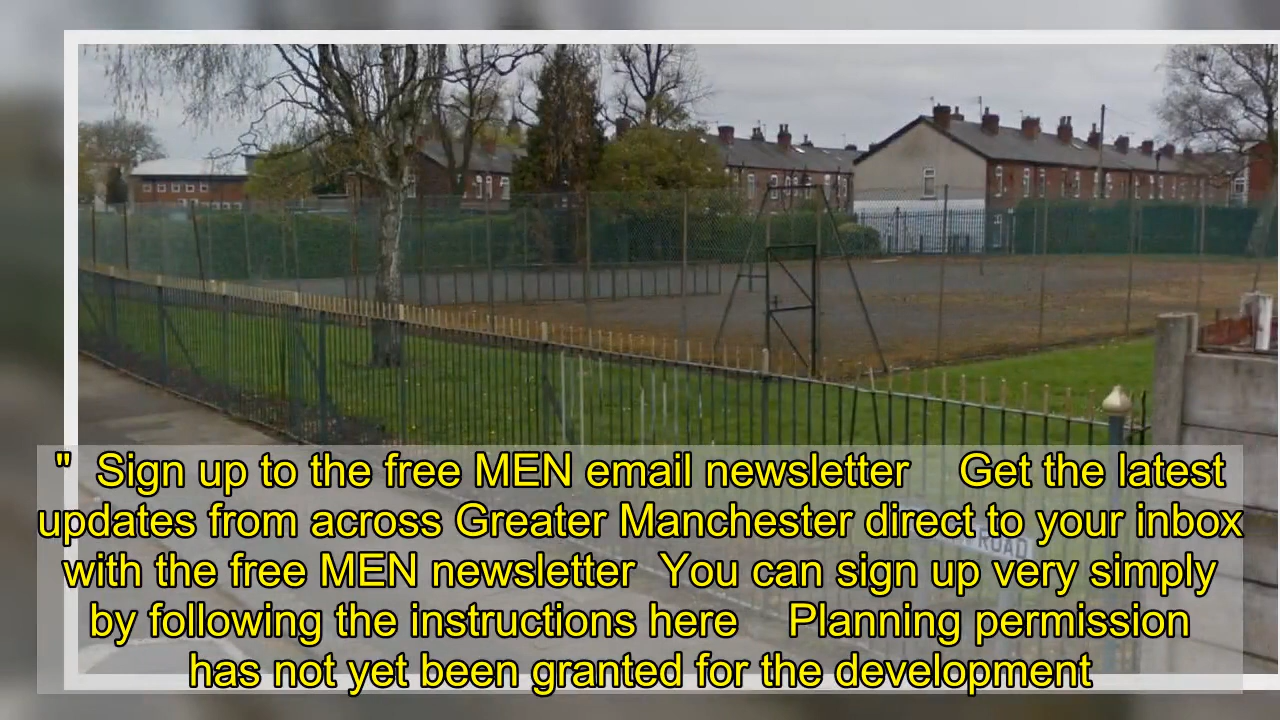 "  Sign up to the free MEN email newsletter    Get the latest
updates from across Greater Manchester direct to your inbox
with the free MEN newsletter  You can sign up very simply
by following the instructions here    Planning permission
has not yet been granted for the development
ROAD